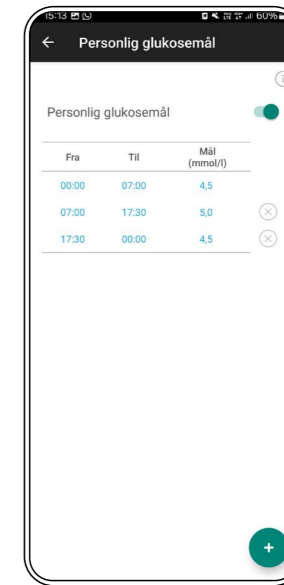 15:13 60%
Personlig glukosemål
Personlig glukosemål
Fra Til Mål (mmol/l)
00:00 07:00 4,5
07:00 17:30 5,0
17:30 00:00 4,5
+